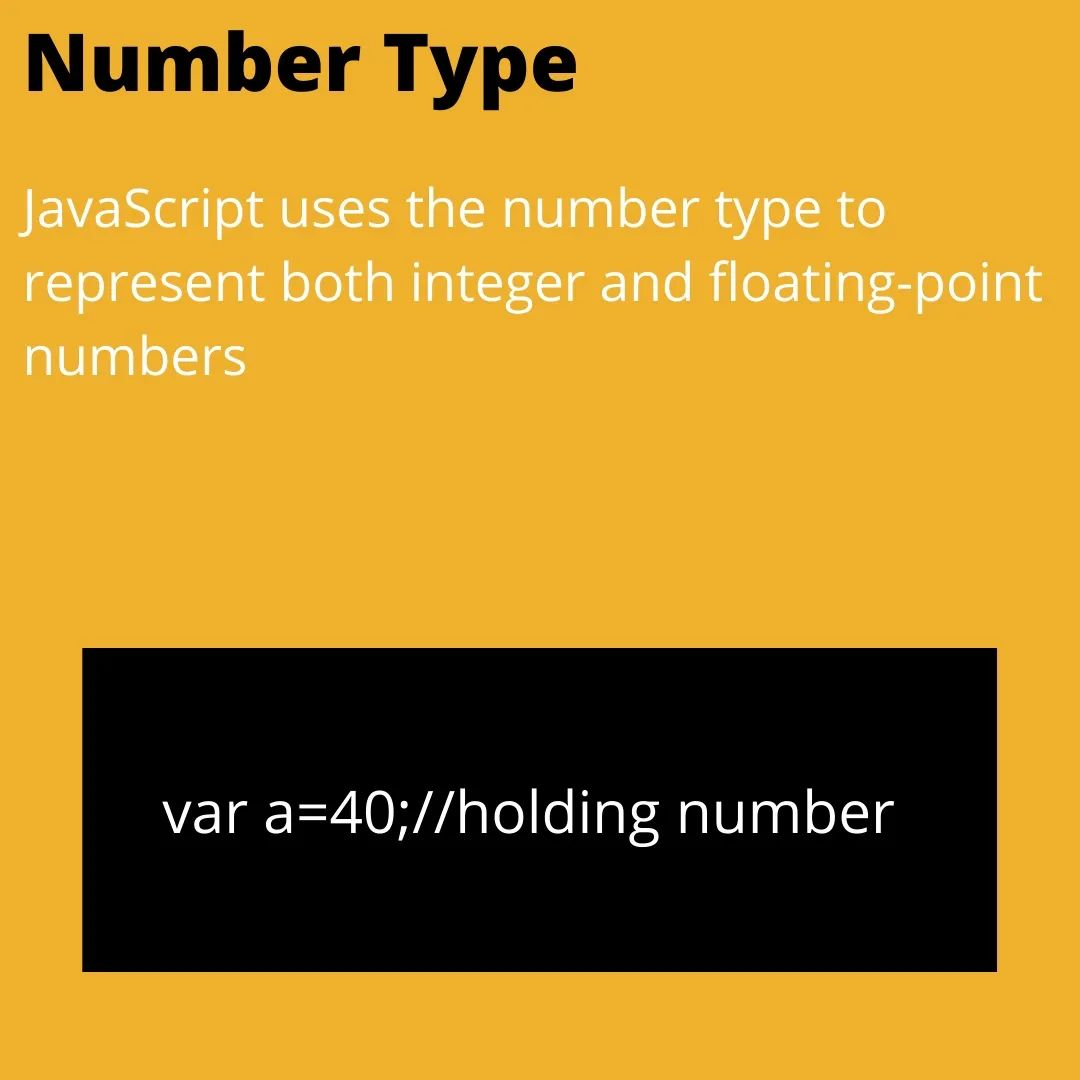 Number Type
JavaScript uses the number type to
represent both integer and floating-point
numbers
var a=40;//holding number